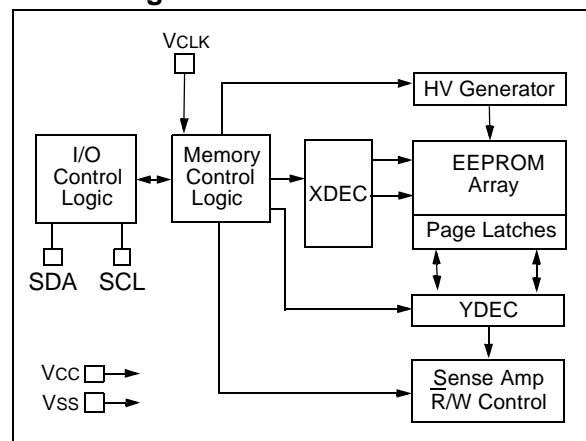 VCLK
HV Generator
I/O
Control
Logic
Memory
Control
Logic
XDEC
EEPROM
Array
Page Latches
SDA
SCL
YDEC
VCC
VSS
Sense Amp
R/W Control